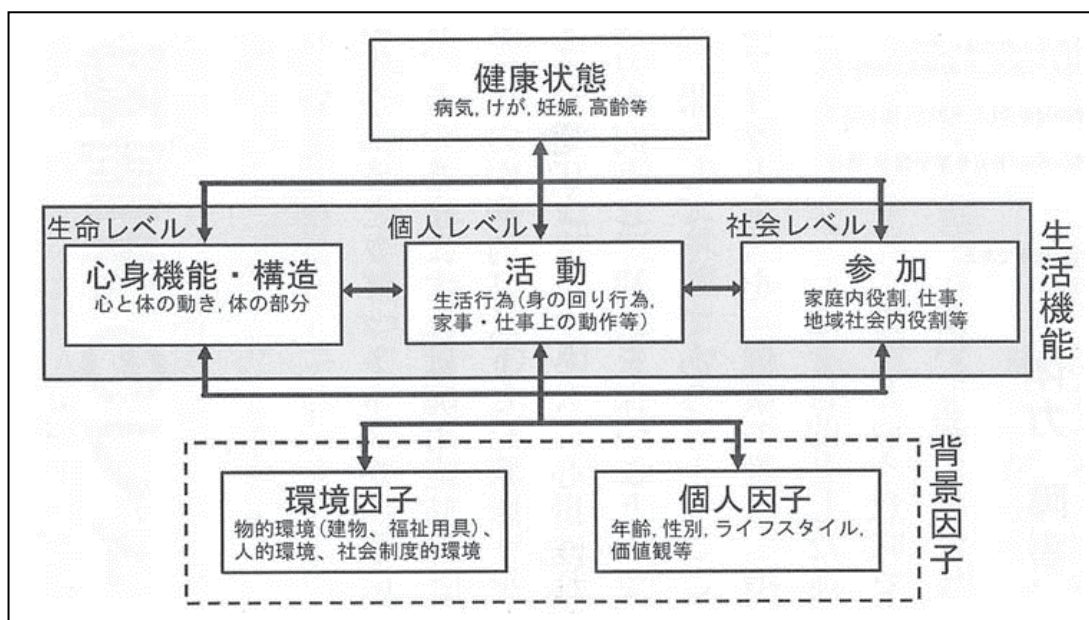 健康状態
病気, けが, 妊娠, 高齢等
生命レベル
個人レベル
社会レベル
心身機能・構造
心と体の動き, 体の部分
活 動
生活行為(身の回り行為,
家事・仕事上の動作等)
参 加
家庭内役割, 仕事,
地域社会内役割等
生活機能
環境因子
物的環境(建物、福祉用具)、
人的環境、社会制度的環境
個人因子
年齢, 性別, ライフスタイル,
価値観等
背景因子